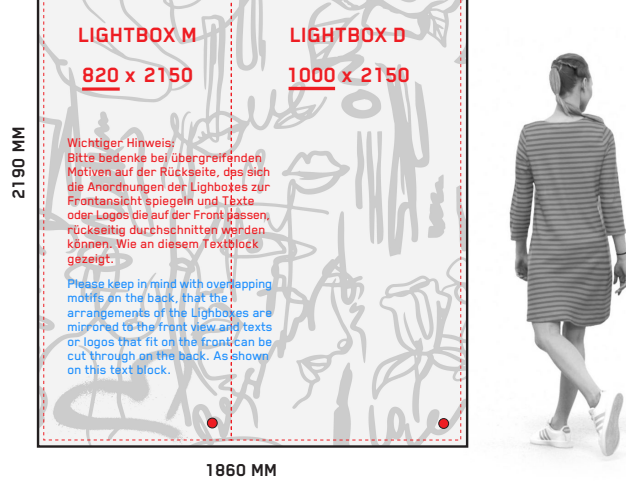 LIGHTBOX M
820 x 2150
LIGHTBOX D
1000 x 2150
2190 MM
Wichtiger Hinweis:
Bitte bedenke bei übergreifenden
Motiven auf der Rückseite, das sich
die Anordnungen der Lighboxes zur
Frontansicht spiegeln und Texte
oder Logos die auf der Front passen,
rückseitig durchschnitten werden
können. Wie an diesem Textblock
gezeigt.
Please keep in mind with overlapping
motifs on the back, that the
arrangements of the Lighboxes are
mirrored to the front view and texts
or logos that fit on the front can be
cut through on the back. As shown
on this text block.
1860 MM